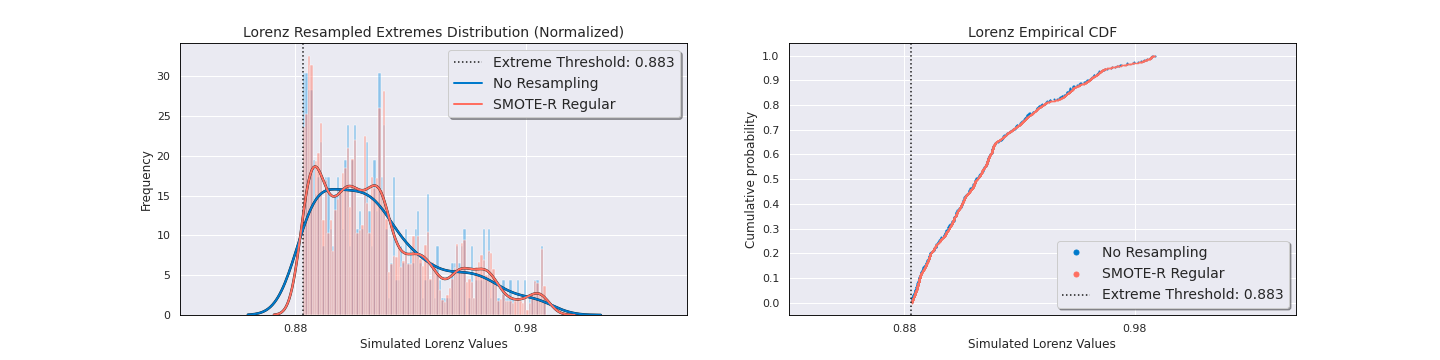 Lorenz Resampled Extremes Distribution (Normalized)
Extreme Threshold: 0.883
No Resampling
SMOTE-R Regular
30
25
20
15
10
5
0
Frequency
0.88
0.98
Simulated Lorenz Values
Lorenz Empirical CDF
1.0
0.9
0.8
0.7
0.6
0.5
0.4
0.3
0.2
0.1
0.0
Cumulative probability
No Resampling
SMOTE-R Regular
Extreme Threshold: 0.883
0.88
0.98
Simulated Lorenz Values